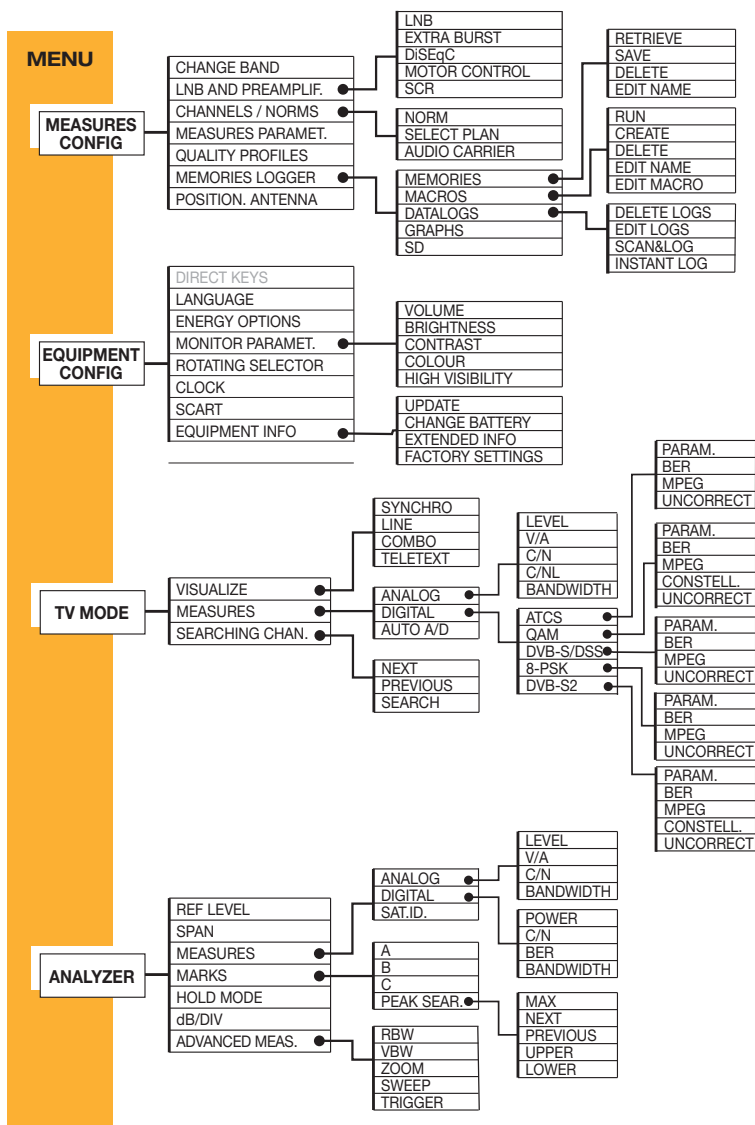 MENU
MEASURES
CONFIG
CHANGE BAND
LNB AND PREAMPLIF.
CHANNELS / NORMS
MEASURES PARAMET.
QUALITY PROFILES
MEMORIES LOGGER
POSITION. ANTENNA
LNB
EXTRA BURST
DiSEqC
MOTOR CONTROL
SCR
NORM
SELECT PLAN
AUDIO CARRIER
MEMORIES
MACROS
DATALOGS
GRAPHS
SD
RETRIEVE
SAVE
DELETE
EDIT NAME
RUN
CREATE
DELETE
EDIT NAME
EDIT MACRO
DELETE LOGS
EDIT LOGS
SCAN&LOG
INSTANT LOG
EQUIPMENT
CONFIG
DIRECT KEYS
LANGUAGE
ENERGY OPTIONS
MONITOR PARAMET.
ROTATING SELECTOR
CLOCK
SCART
EQUIPMENT INFO
VOLUME
BRIGHTNESS
CONTRAST
COLOUR
HIGH VISIBILITY
UPDATE
CHANGE BATTERY
EXTENDED INFO
FACTORY SETTINGS
TV MODE
VISUALIZE
MEASURES
SEARCHING CHAN.
SYNCHRO
LINE
COMBO
TELETEXT
ANALOG
DIGITAL
AUTO A/D
NEXT
PREVIOUS
SEARCH
LEVEL
V/A
C/N
C/NL
BANDWIDTH
ATCS
QAM
DVB-S/DSS
8-PSK
DVB-S2
PARAM.
BER
MPEG
UNCORRECT
PARAM.
BER
MPEG
CONSTELL.
UNCORRECT
PARAM.
BER
MPEG
UNCORRECT
PARAM.
BER
MPEG
UNCORRECT
PARAM.
BER
MPEG
CONSTELL.
UNCORRECT
ANALYZER
REF LEVEL
SPAN
MEASURES
MARKS
HOLD MODE
dB/DIV
ADVANCED MEAS.
ANALOG
DIGITAL
SAT.ID.
A
B
C
PEAK SEAR.
RBW
VBW
ZOOM
SWEEP
TRIGGER
LEVEL
V/A
C/N
BANDWIDTH
POWER
C/N
BER
BANDWIDTH
MAX
NEXT
PREVIOUS
UPPER
LOWER